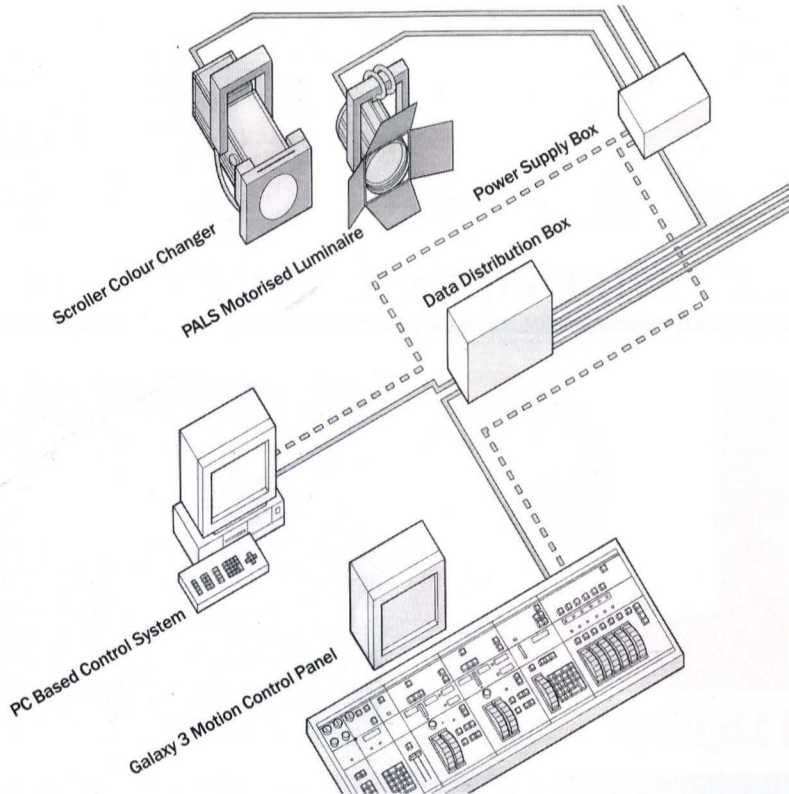 Scroller Colour Changer
PALS Motorised Luminaire
Power Supply Box
Data Distribution Box
PC Based Control System
Galaxy 3 Motion Control Panel